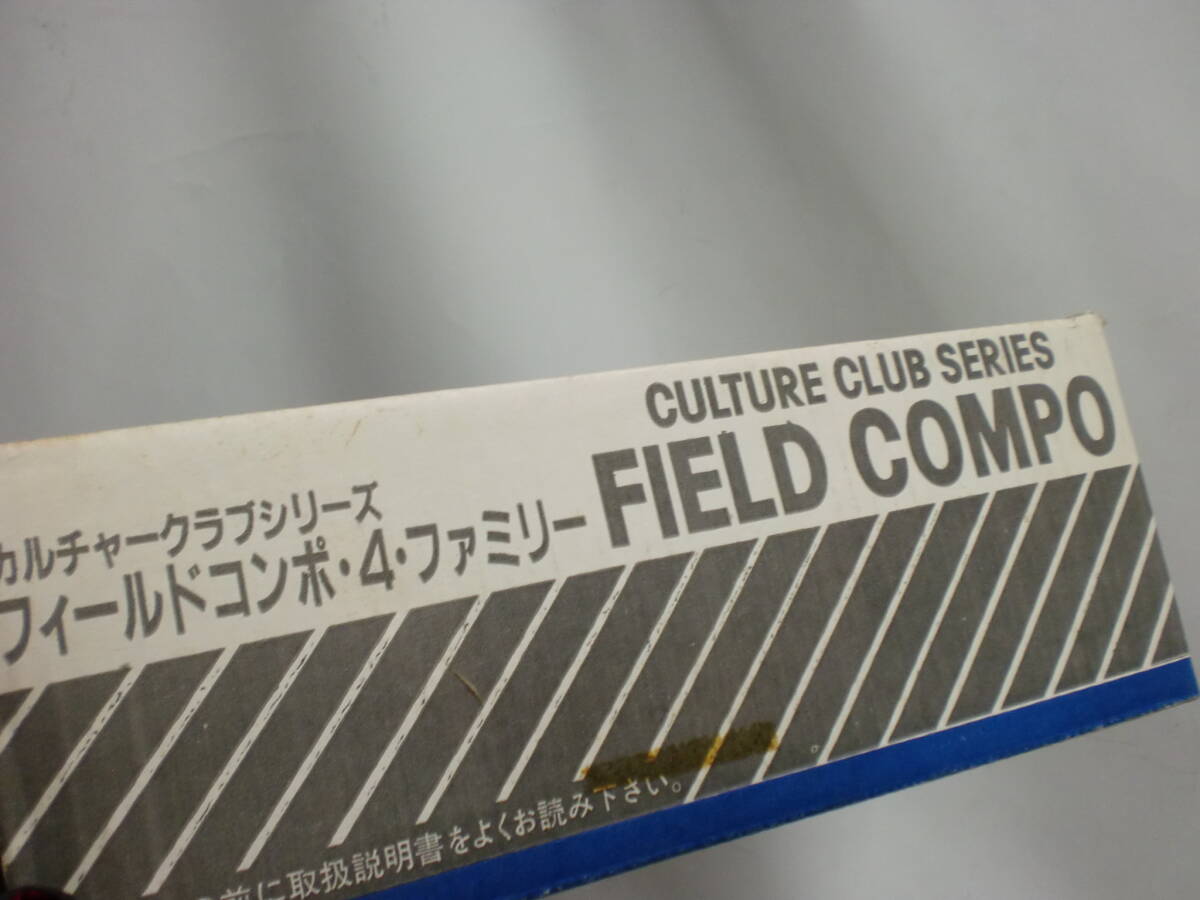 カルチャークラブシリーズ
フィールドコンポ・4・ファミリー
CULTURE CLUB SERIES
FIELD COMPO
前に取扱説明書をよくお読み下さい。